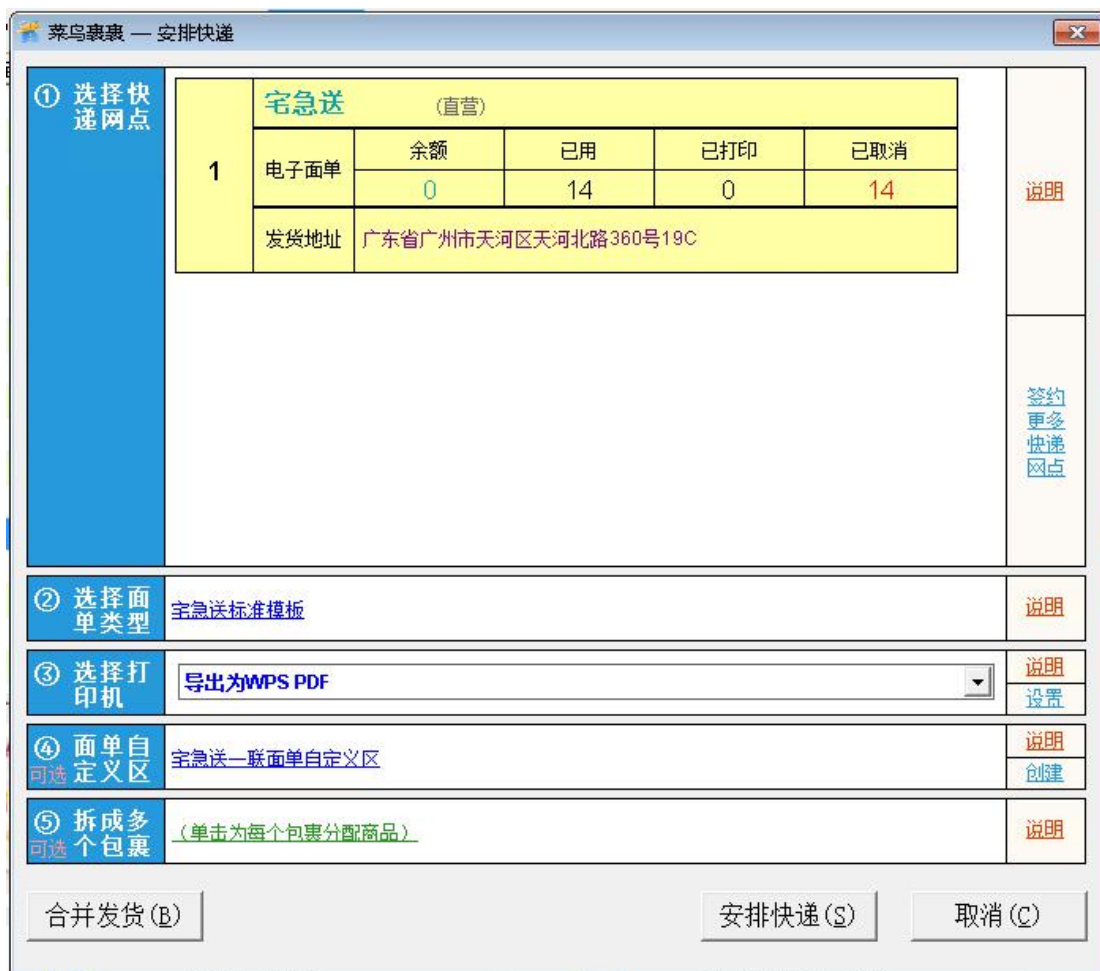 菜鸟裹裹 — 安排快递
① 选择快
递网点
1
宅急送 (直营)
电子面单
余额 已用 已打印 已取消
0 14 0 14
发货地址 广东省广州市天河区天河北路360号19C
说明
签约
更多
快递
网点
② 选择面
单类型
宅急送标准模板
说明
③ 选择打
印机
导出为WPS PDF
说明
设置
④ 面单自
可选 定义区
宅急送一联面单自定义区
说明
创建
⑤ 拆成多
可选 个包裹
（单击为每个包裹分配商品）
说明
合并发货(B) 安排快递(S) 取消(C)